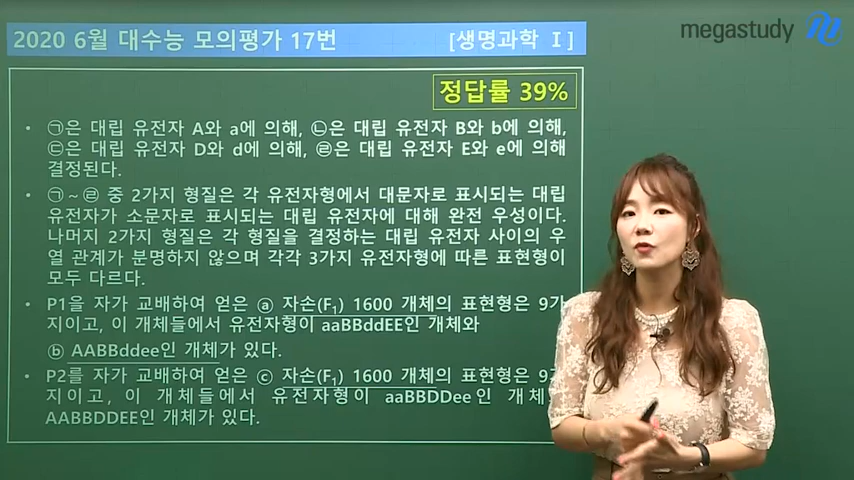 2020 6월 대수능 모의평가 17번 [생명과학 Ⅰ]
megastudy
정답률 39%
• ㉠은 대립 유전자 A와 a에 의해, ㉡은 대립 유전자 B와 b에 의해,
㉢은 대립 유전자 D와 d에 의해, ㉣은 대립 유전자 E와 e에 의해
결정된다.
• ㉠~㉣ 중 2가지 형질은 각 유전자형에서 대문자로 표시되는 대립
유전자가 소문자로 표시되는 대립 유전자에 대해 완전 우성이다.
나머지 2가지 형질은 각 형질을 결정하는 대립 유전자 사이의 우
열 관계가 분명하지 않으며 각각 3가지 유전자형에 따른 표현형이
모두 다르다.
• P1을 자가 교배하여 얻은 ⓐ 자손(F₁) 1600 개체의 표현형은 9가
지이고, 이 개체들에서 유전자형이 aaBBddEE인 개체와
ⓑ AABBddee인 개체가 있다.
• P2를 자가 교배하여 얻은 ⓒ 자손(F₁) 1600 개체의 표현형은
지이고, 이 개체들에서 유전자형이 aaBBDDee인 개체
AABBDDEE인 개체가 있다.